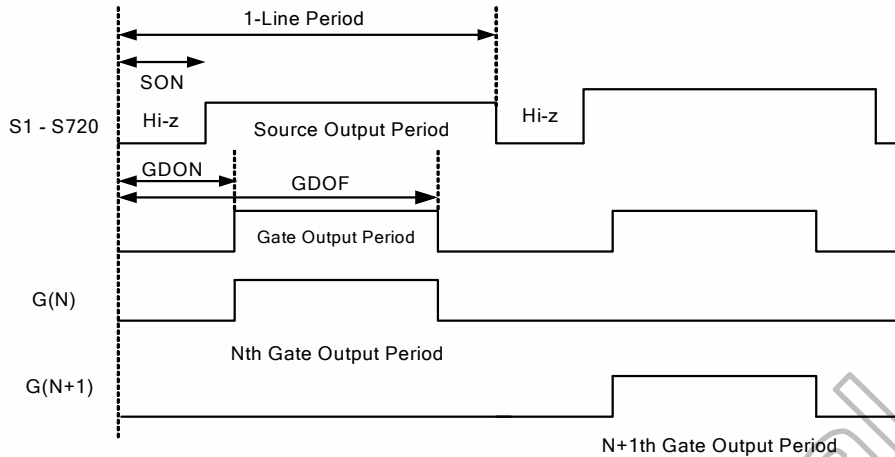 1-Line Period
SON
S1 - S720
Hi-z
Source Output Period
Hi-z
GDON
GDOF
Gate Output Period
G(N)
Nth Gate Output Period
G(N+1)
N+1th Gate Output Period